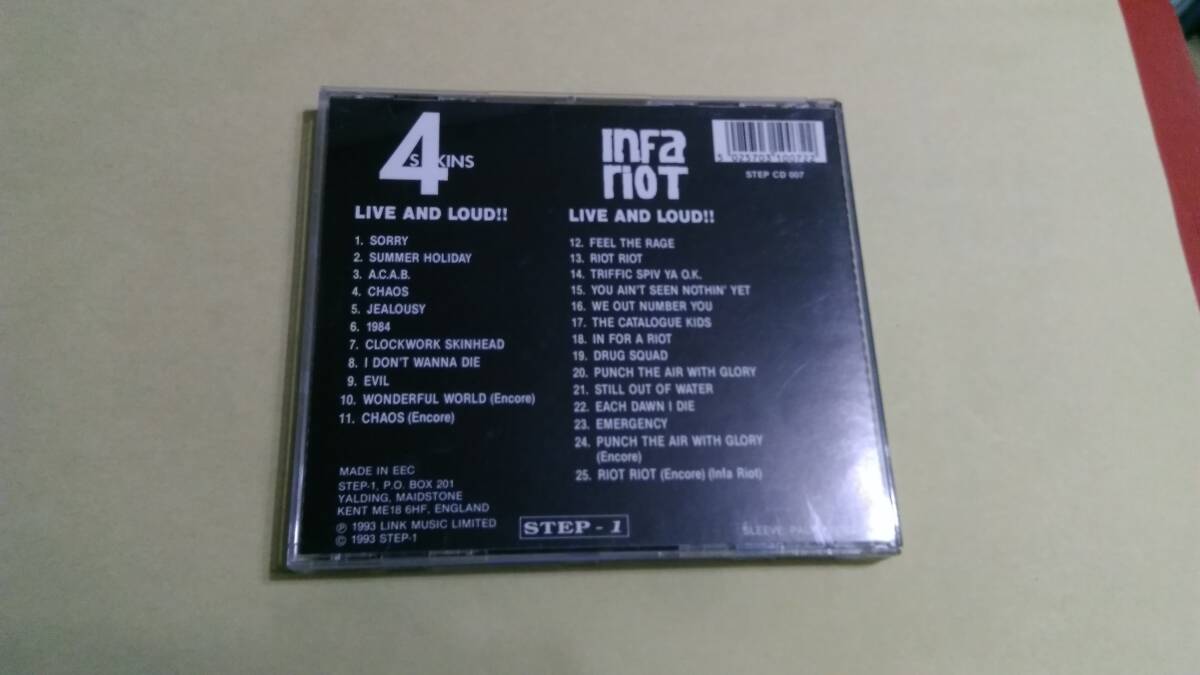 4 SKINS
LIVE AND LOUD!!
1. SORRY
2. SUMMER HOLIDAY
3. A.C.A.B.
4. CHAOS
5. JEALOUSY
6. 1984
7. CLOCKWORK SKINHEAD
8. I DON'T WANNA DIE
9. EVIL
10. WONDERFUL WORLD (Encore)
11. CHAOS (Encore)
INFA
RIOT
LIVE AND LOUD!!
12. FEEL THE RAGE
13. RIOT RIOT
14. TRIFFIC SPIV YA O.K.
15. YOU AIN'T SEEN NOTHIN' YET
16. WE OUT NUMBER YOU
17. THE CATALOGUE KIDS
18. IN FOR A RIOT
19. DRUG SQUAD
20. PUNCH THE AIR WITH GLORY
21. STILL OUT OF WATER
22. EACH DAWN I DIE
23. EMERGENCY
24. PUNCH THE AIR WITH GLORY
(Encore)
25. RIOT RIOT (Encore) (Infa Riot)
5 023703 100722
STEP CD 007
MADE IN EEC
STEP-1, P.O. BOX 201
YALDING, MAIDSTONE
KENT ME18 6HF, ENGLAND
℗ 1993 LINK MUSIC LIMITED
© 1993 STEP-1
STEP-1
SLEEVE